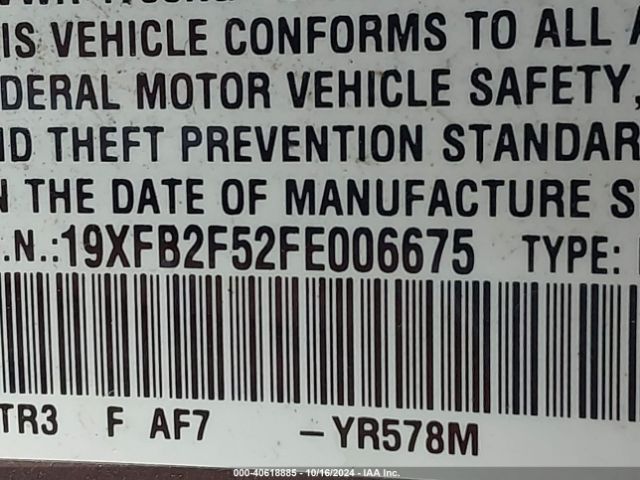 IS VEHICLE CONFORMS TO ALL A
DERAL MOTOR VEHICLE SAFETY,
ND THEFT PREVENTION STANDAR
N THE DATE OF MANUFACTURE S
.N.:19XFB2F52FE006675 TYPE:
TR3 F AF7 -YR578M
000-40618885 - 10/16/2024 - IAA Inc.